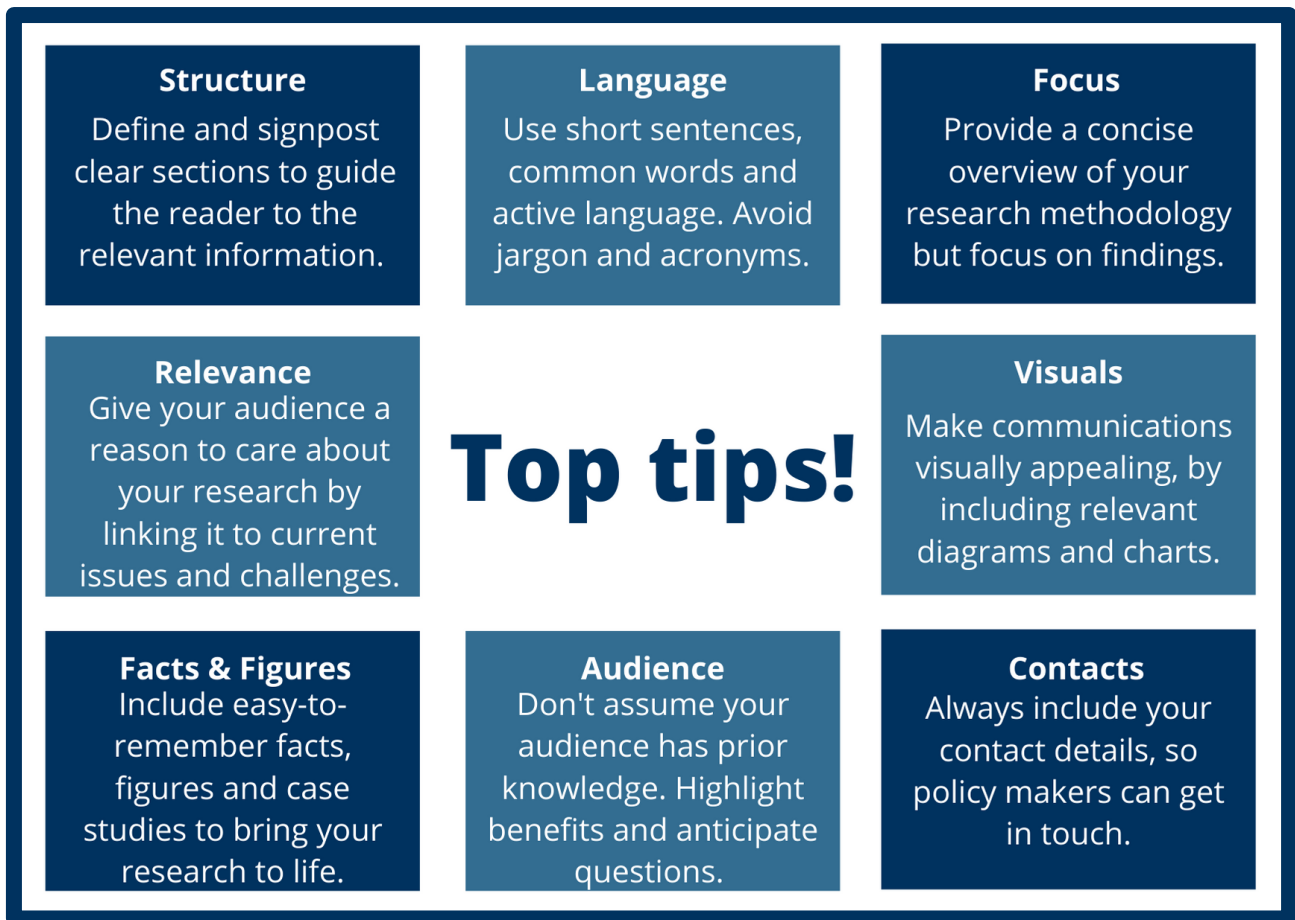 Structure
Define and signpost
clear sections to guide
the reader to the
relevant information.
Language
Use short sentences,
common words and
active language. Avoid
jargon and acronyms.
Focus
Provide a concise
overview of your
research methodology
but focus on findings.
Relevance
Give your audience a
reason to care about
your research by
linking it to current
issues and challenges.
Top tips!
Visuals
Make communications
visually appealing, by
including relevant
diagrams and charts.
Facts & Figures
Include easy-to-
remember facts,
figures and case
studies to bring your
research to life.
Audience
Don't assume your
audience has prior
knowledge. Highlight
benefits and anticipate
questions.
Contacts
Always include your
contact details, so
policy makers can get
in touch.